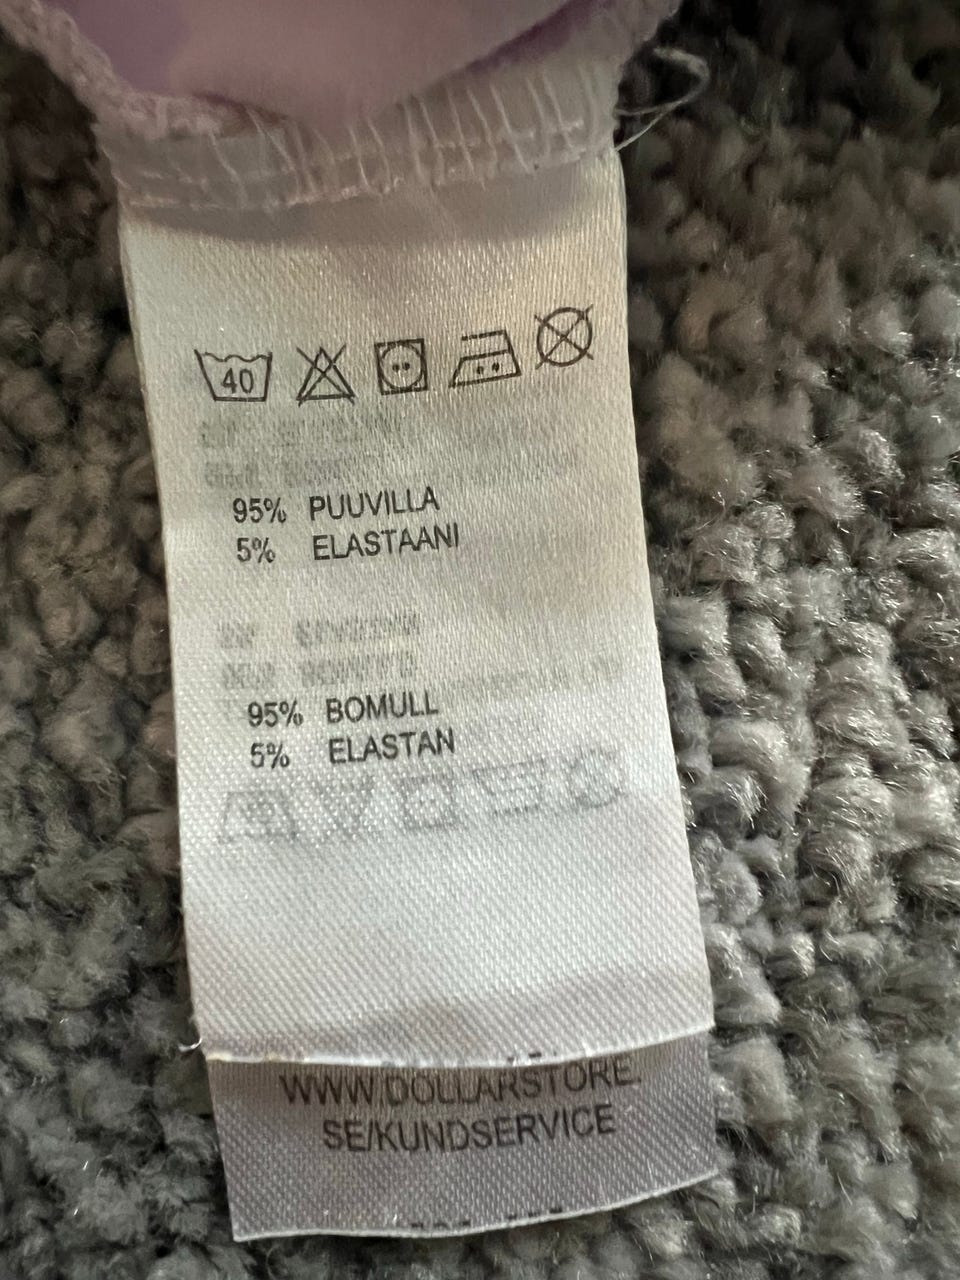 40
95% PUUVILLA
5% ELASTAANI
95% BOMULL
5% ELASTAN
WWW.DOLLARSTORE.
SE/KUNDSERVICE